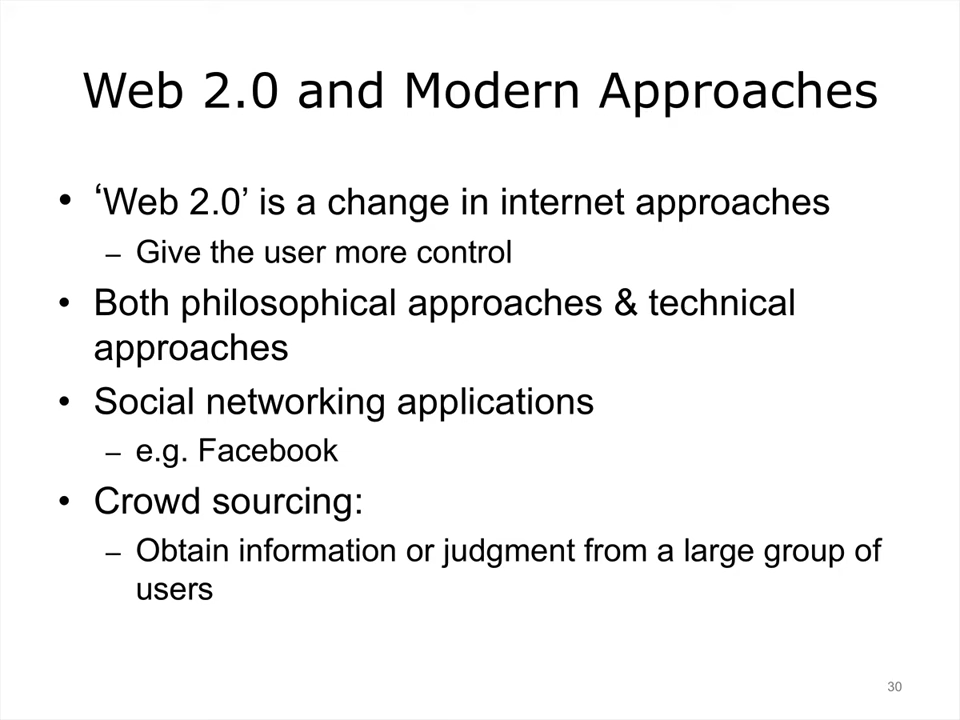 Web 2.0 and Modern Approaches
• ‘Web 2.0’ is a change in internet approaches
– Give the user more control
• Both philosophical approaches & technical
approaches
• Social networking applications
– e.g. Facebook
• Crowd sourcing:
– Obtain information or judgment from a large group of
users
30